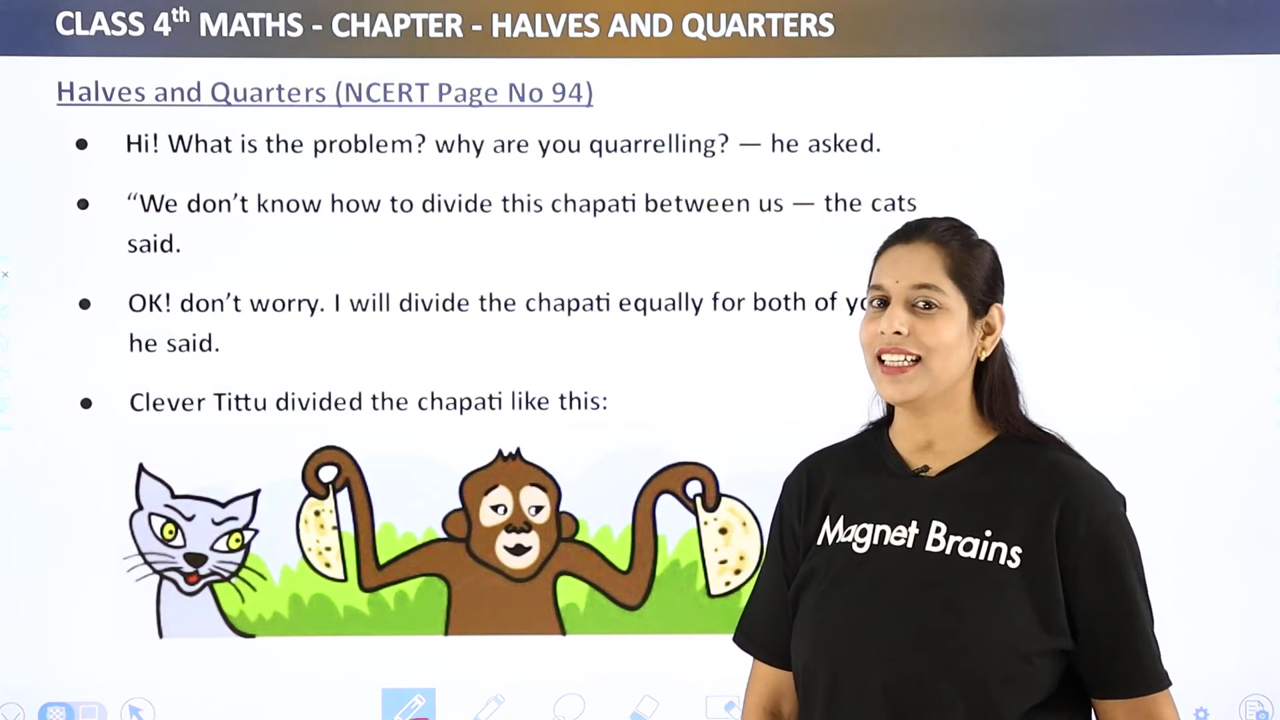 CLASS 4th MATHS - CHAPTER - HALVES AND QUARTERS
Halves and Quarters (NCERT Page No 94)
● Hi! What is the problem? why are you quarrelling? — he asked.
● “We don’t know how to divide this chapati between us — the cats
said.
● OK! don’t worry. I will divide the chapati equally for both of
he said.
● Clever Tittu divided the chapati like this:
Magnet Brains